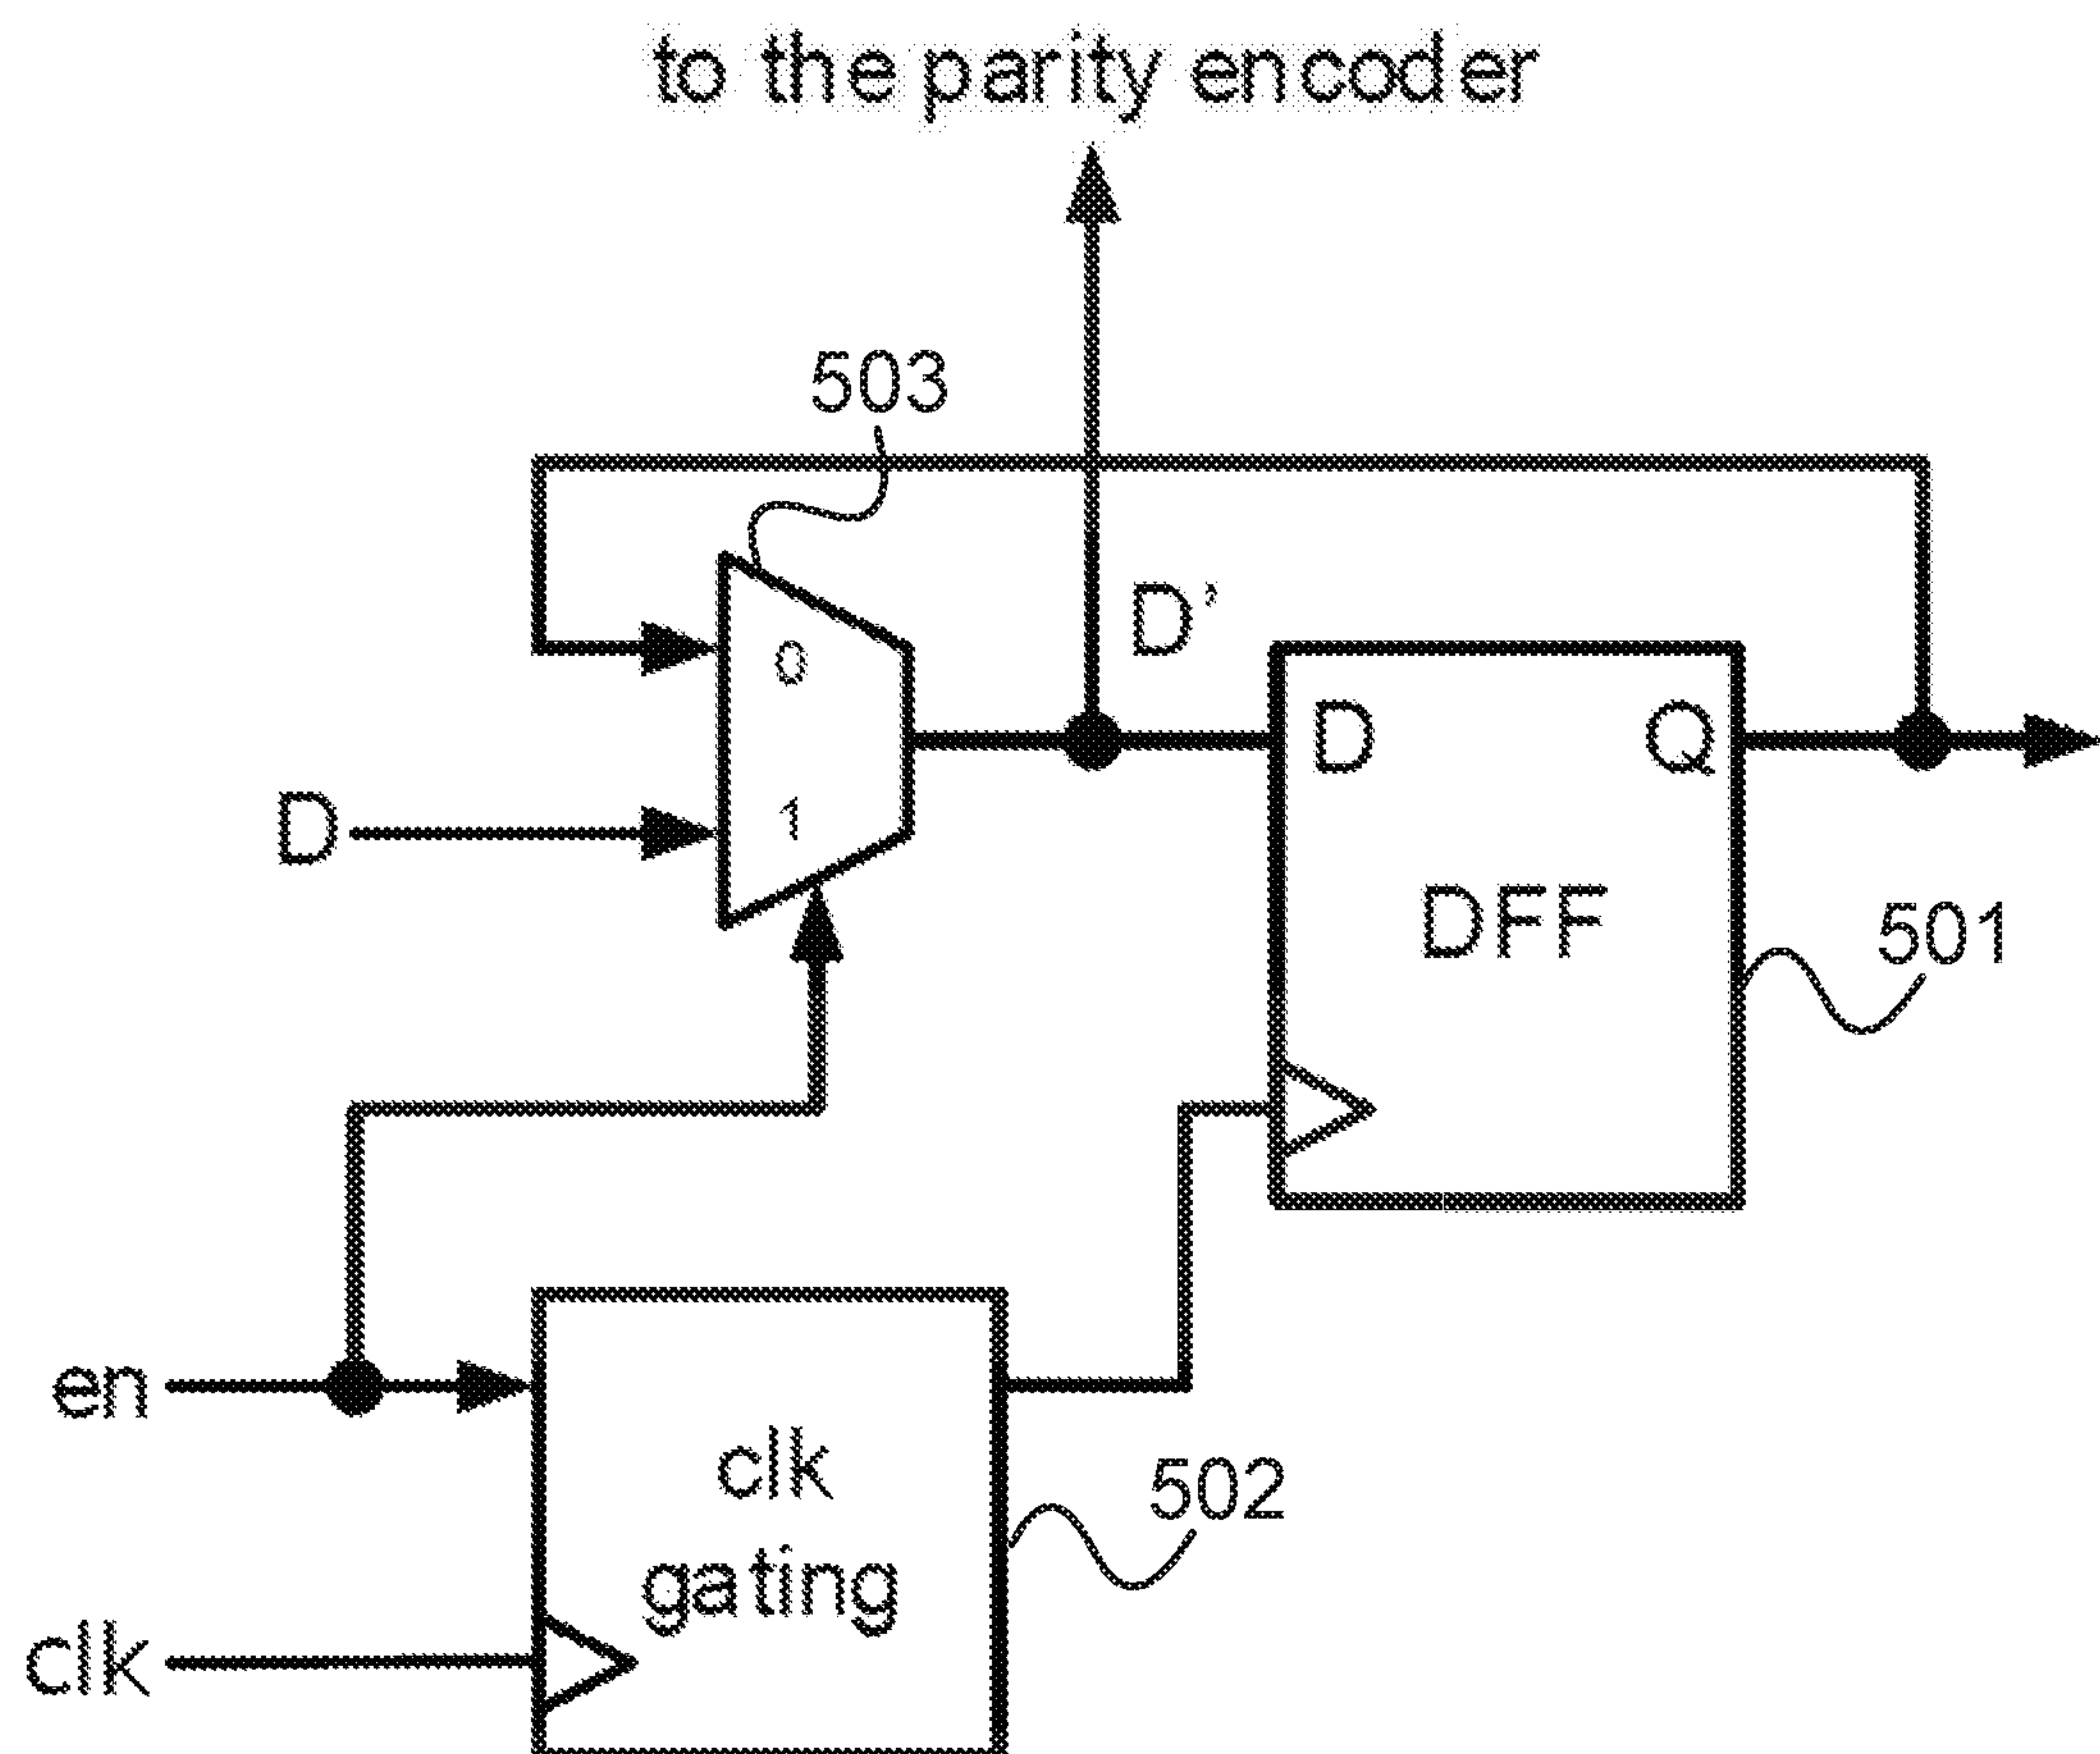 to the parity encoder
503
D’
0
D Q
D
1
DFF
501
en
clk
gating
502
clk